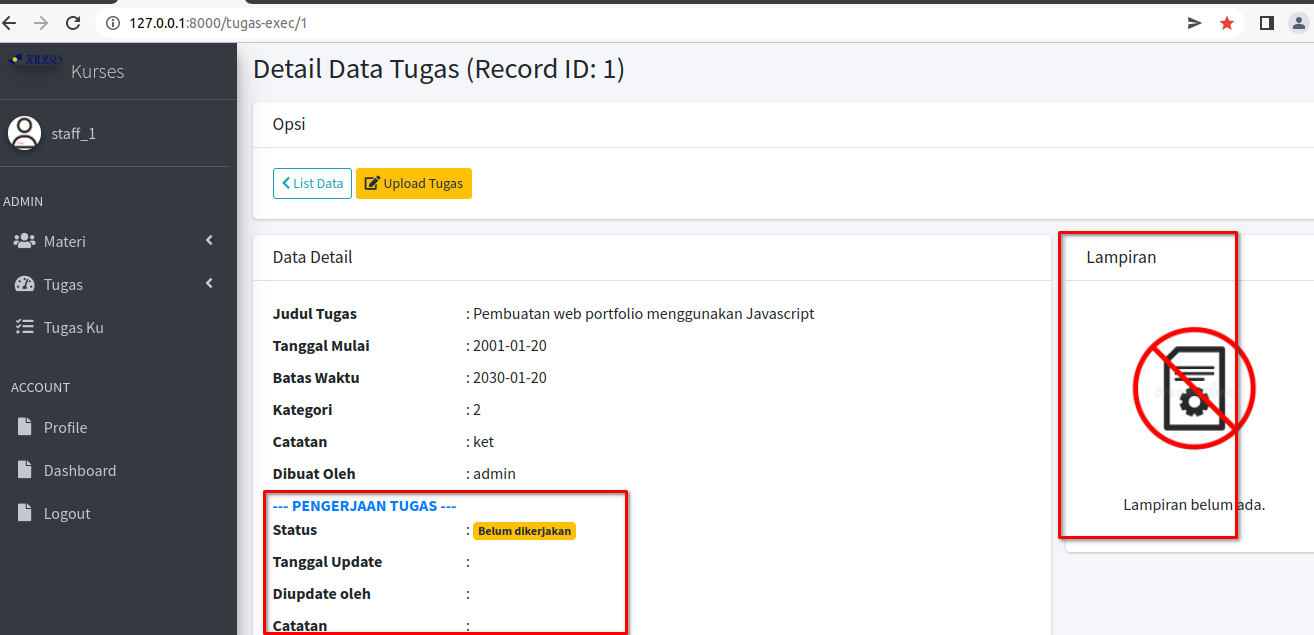 127.0.0.1:8000/tugas-exec/1
KURSUS
Kurses
staff_1
ADMIN
Materi
Tugas
Tugas Ku
ACCOUNT
Profile
Dashboard
Logout
Detail Data Tugas (Record ID: 1)
Opsi
List Data
Upload Tugas
Data Detail
Judul Tugas : Pembuatan web portfolio menggunakan Javascript
Tanggal Mulai : 2001-01-20
Batas Waktu : 2030-01-20
Kategori : 2
Catatan : ket
Dibuat Oleh : admin
--- PENGERJAAN TUGAS ---
Status : Belum dikerjakan
Tanggal Update :
Diupdate oleh :
Catatan :
Lampiran
Lampiran belum ada.